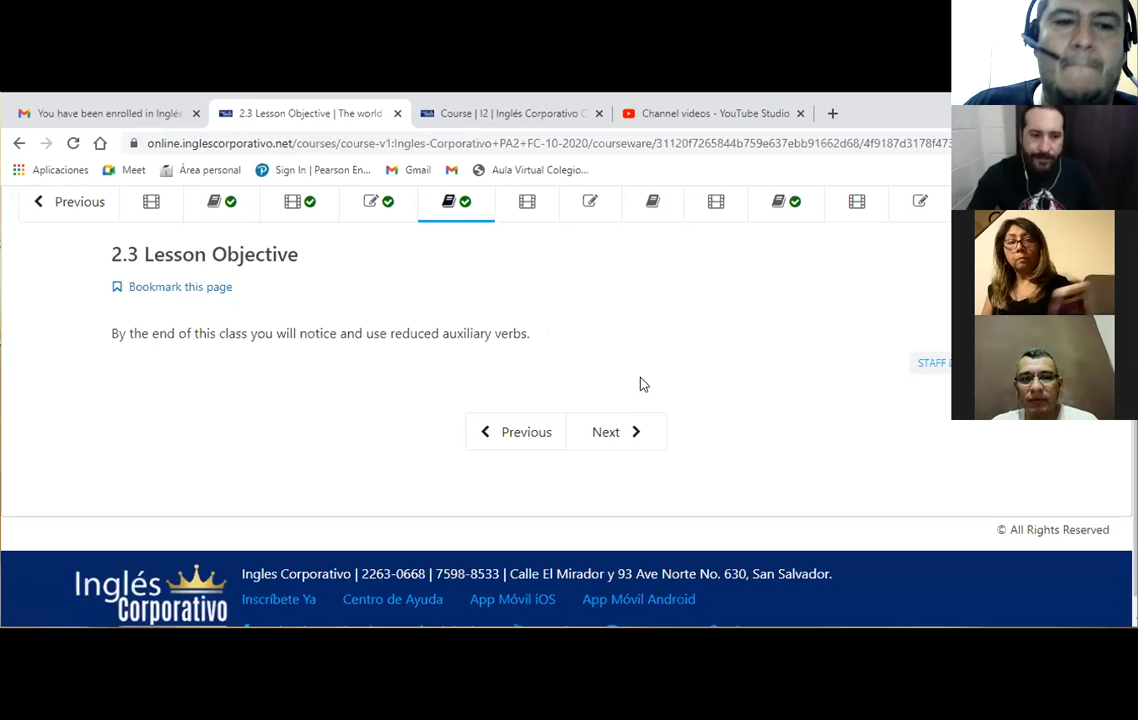 You have been enrolled in Inglés
2.3 Lesson Objective | The world
Course | I2 | Inglés Corporativo C
Channel videos - YouTube Studio
online.inglescorporativo.net/courses/course-v1:Ingles-Corporativo+PA2+FC-10-2020/courseware/31120f7265844b759e637ebb91662d68/4f9187d3178f473
Aplicaciones
Meet
Área personal
Sign In | Pearson En...
Gmail
Aula Virtual Colegio...
Previous
2.3 Lesson Objective
Bookmark this page
By the end of this class you will notice and use reduced auxiliary verbs.
STAFF
Previous
Next
© All Rights Reserved
Inglés
Corporativo
Ingles Corporativo | 2263-0668 | 7598-8533 | Calle El Mirador y 93 Ave Norte No. 630, San Salvador.
Inscríbete Ya
Centro de Ayuda
App Móvil iOS
App Móvil Android